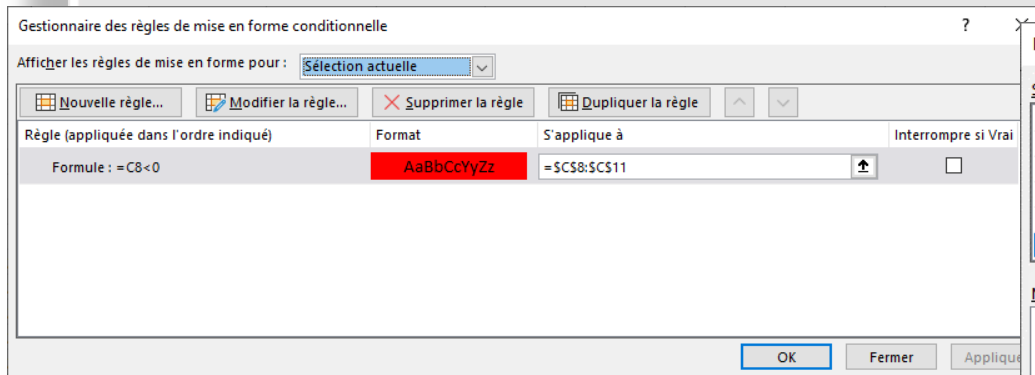 Gestionnaire des règles de mise en forme conditionnelle ?
Afficher les règles de mise en forme pour : Sélection actuelle
Nouvelle règle... Modifier la règle... Supprimer la règle Dupliquer la règle
Règle (appliquée dans l'ordre indiqué) Format S'applique à Interrompre si Vrai
Formule : =C8<0 AaBbCcYyZz =$C$8:$C$11
OK Fermer Applique